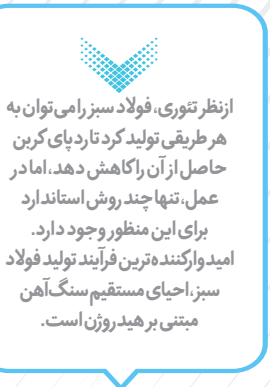 ازنظر تئوری، فولاد سبز را می‌توان به
هر طریقی تولید کرد تا ردپای کربن
حاصل از آن را کاهش دهد، اما در
عمل، تنها چند روش استاندارد
برای این منظور وجود دارد.
امیدوارکننده‌ترین فرآیند تولید فولاد
سبز، احیای مستقیم سنگ‌آهن
مبتنی بر هیدروژن است.